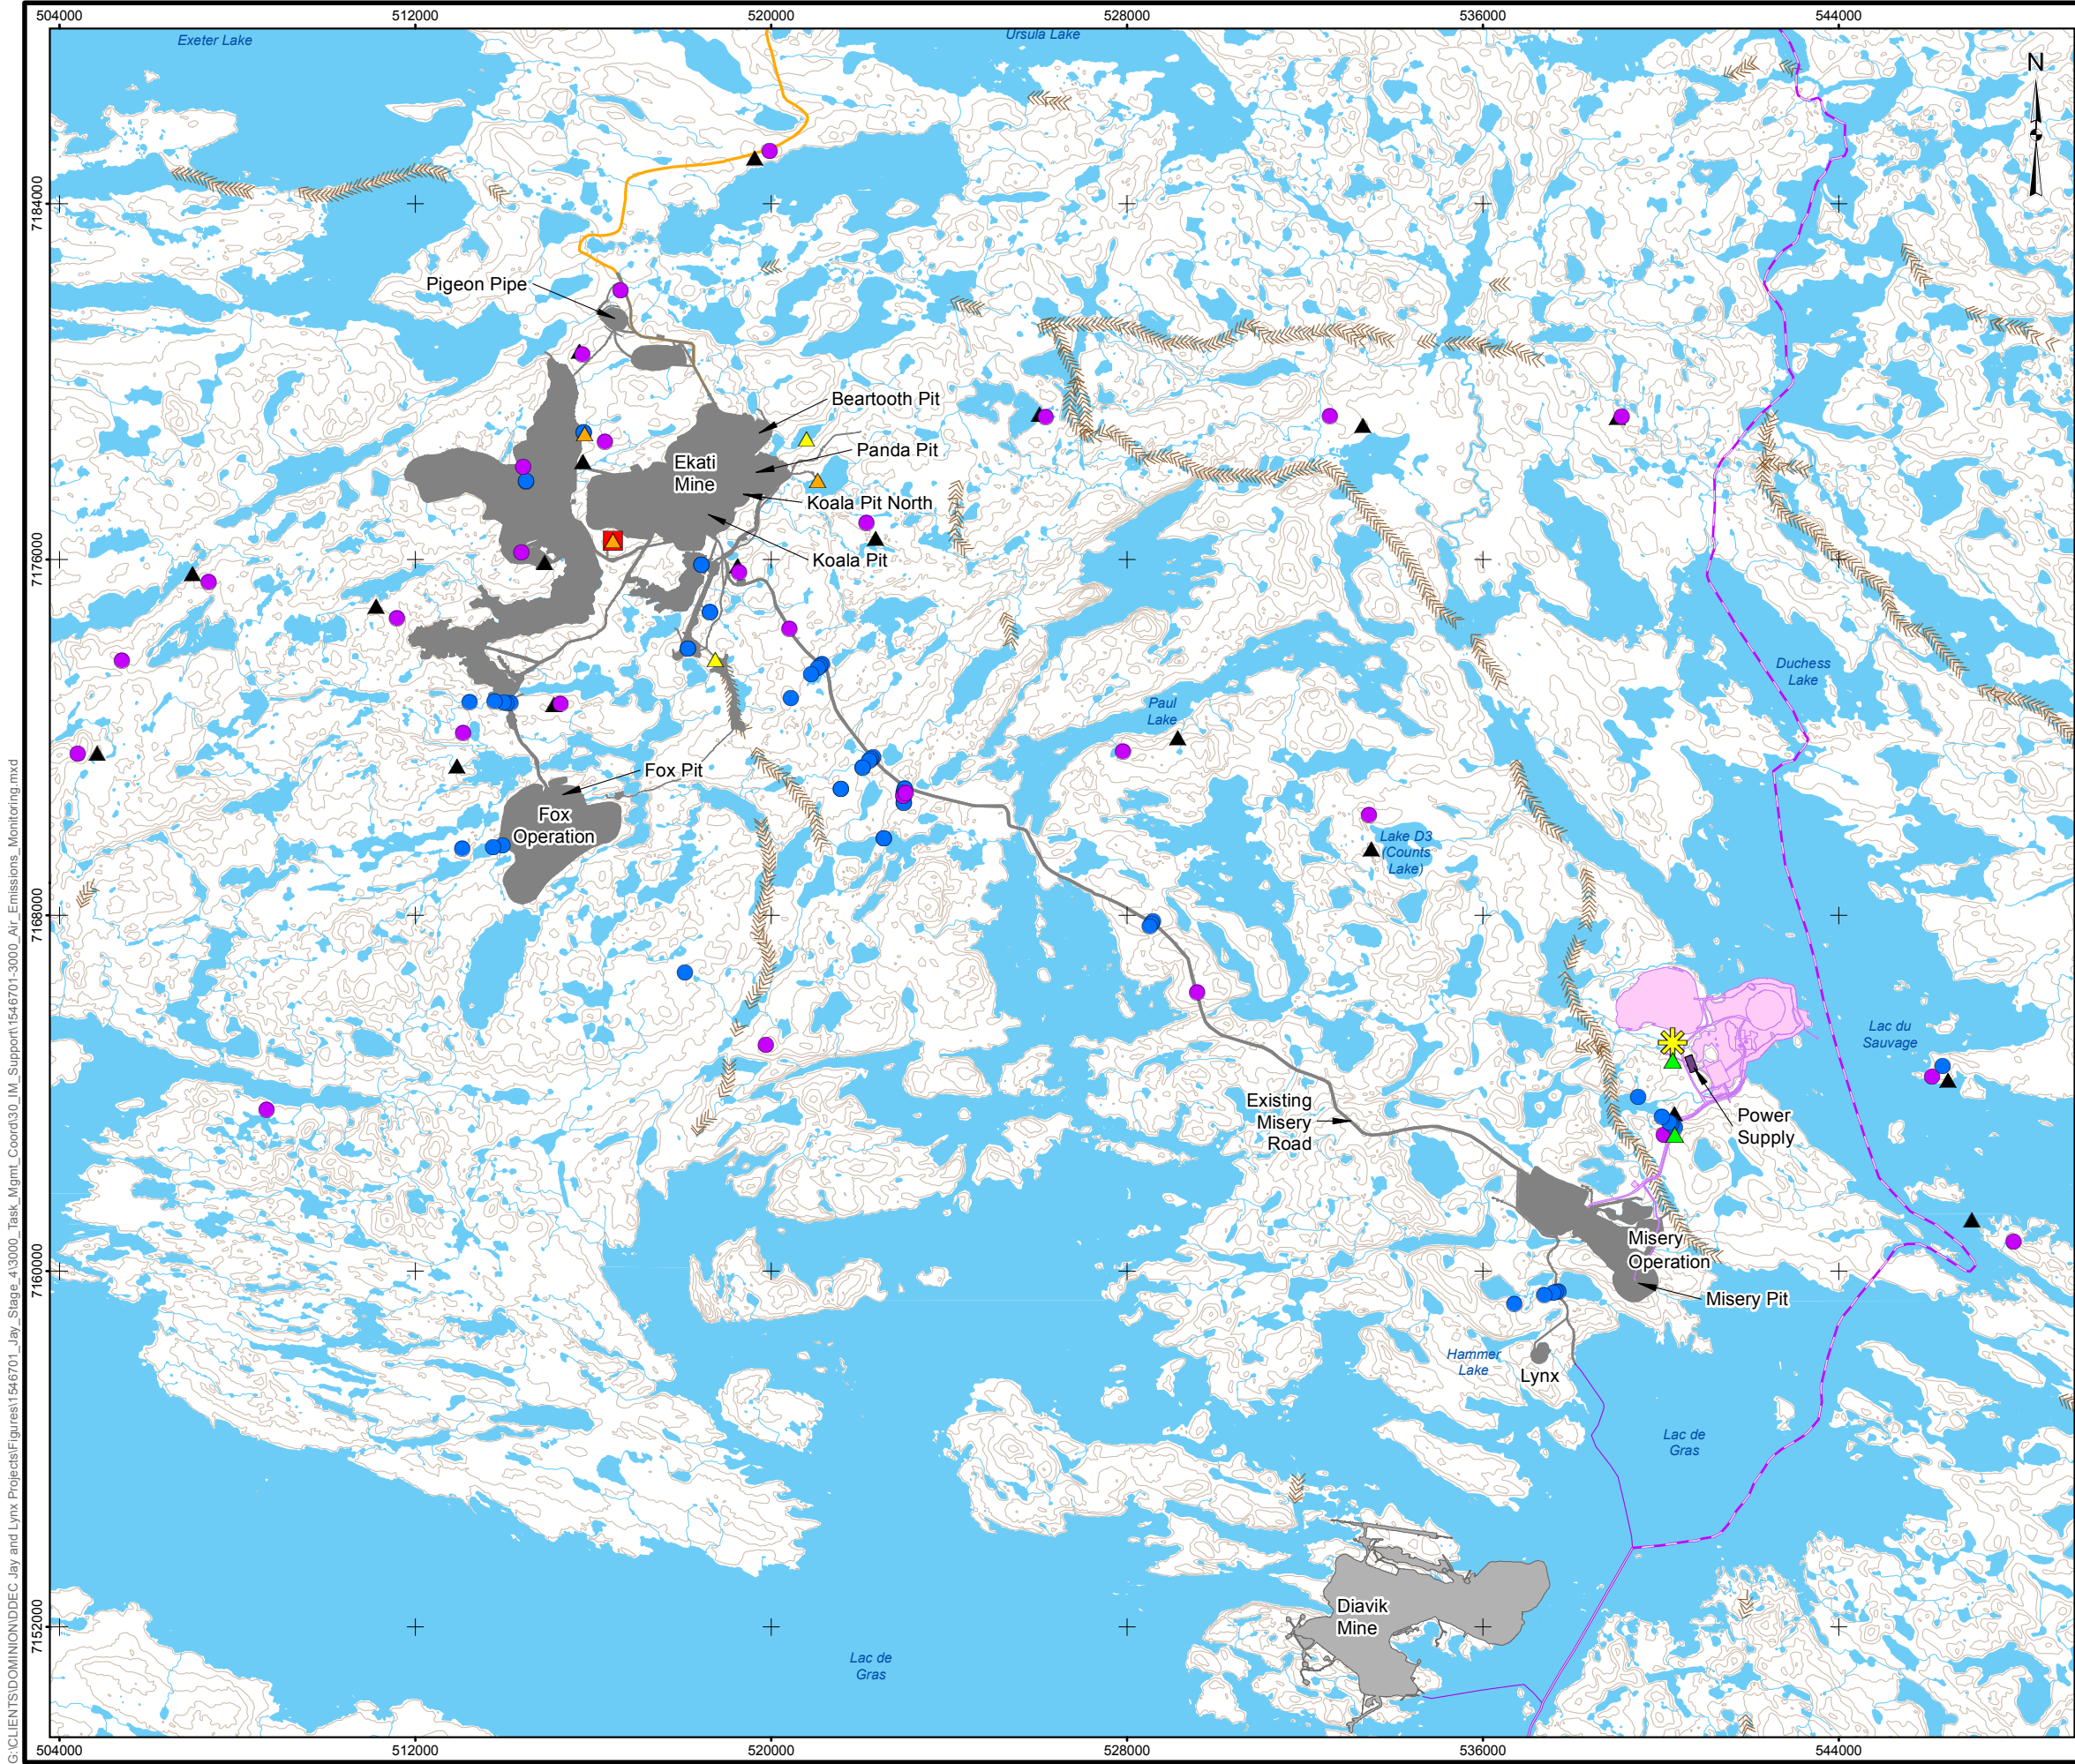 504000
512000
520000
528000
536000
544000
Exeter Lake
Ursula Lake
N
7184000
Pigeon Pipe
Beartooth Pit
Panda Pit
Ekati
Mine
Koala Pit North
Koala Pit
7176000
Duchess
Lake
Paul
Lake
Fox Pit
Fox
Operation
Lake D3
(Counts
Lake)
7168000
Lac du
Sauvage
Existing
Misery
Road
Power
Supply
Misery
Operation
7160000
Misery Pit
Hammer
Lake
Lynx
Lac de
Gras
Diavik
Mine
7152000
Lac de
Gras
504000
512000
520000
528000
536000
544000
G:\CLIENTS\DOMINION\DDEC Jay and Lynx Projects\Figures\1546701_Jay_Stage_4\3000_Task_Mgmt_Coord\30_IM_Support\1546701-3000_Air_Emissions_Monitoring.mxd